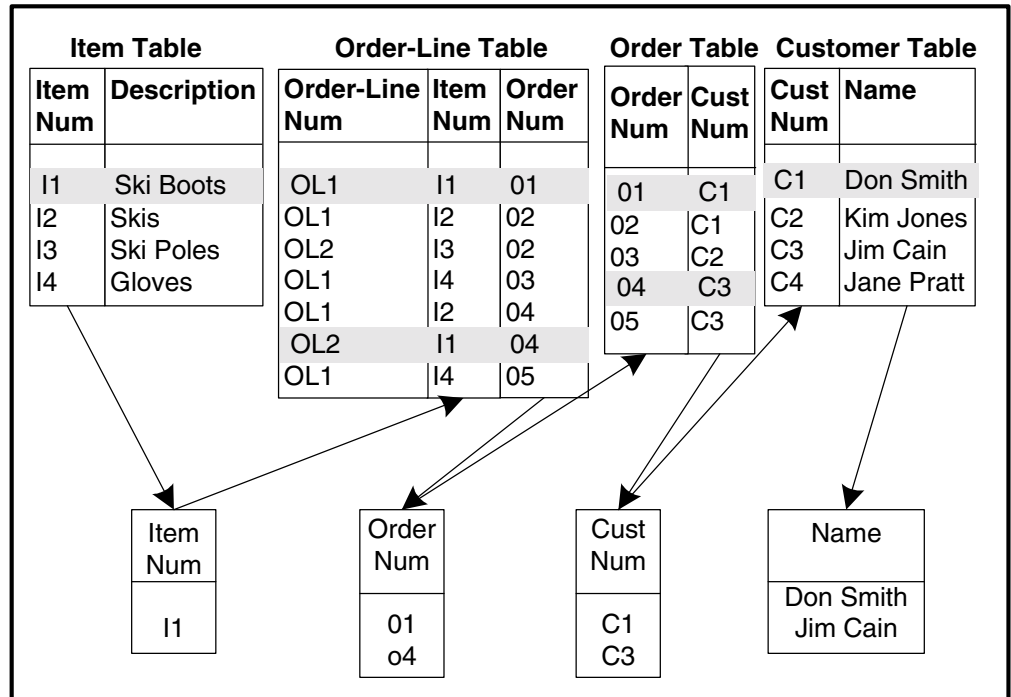 Item Table Order-Line Table Order Table Customer Table
Item Num Description
I1 Ski Boots
I2 Skis
I3 Ski Poles
I4 Gloves
Order-Line Num Item Num Order Num
OL1 I1 01
OL1 I2 02
OL2 I3 02
OL1 I4 03
OL1 I2 04
OL2 I1 04
OL1 I4 05
Order Num Cust Num
01 C1
02 C1
03 C2
04 C3
05 C3
Cust Num Name
C1 Don Smith
C2 Kim Jones
C3 Jim Cain
C4 Jane Pratt
Item
Num
I1
Order
Num
01
o4
Cust
Num
C1
C3
Name
Don Smith
Jim Cain